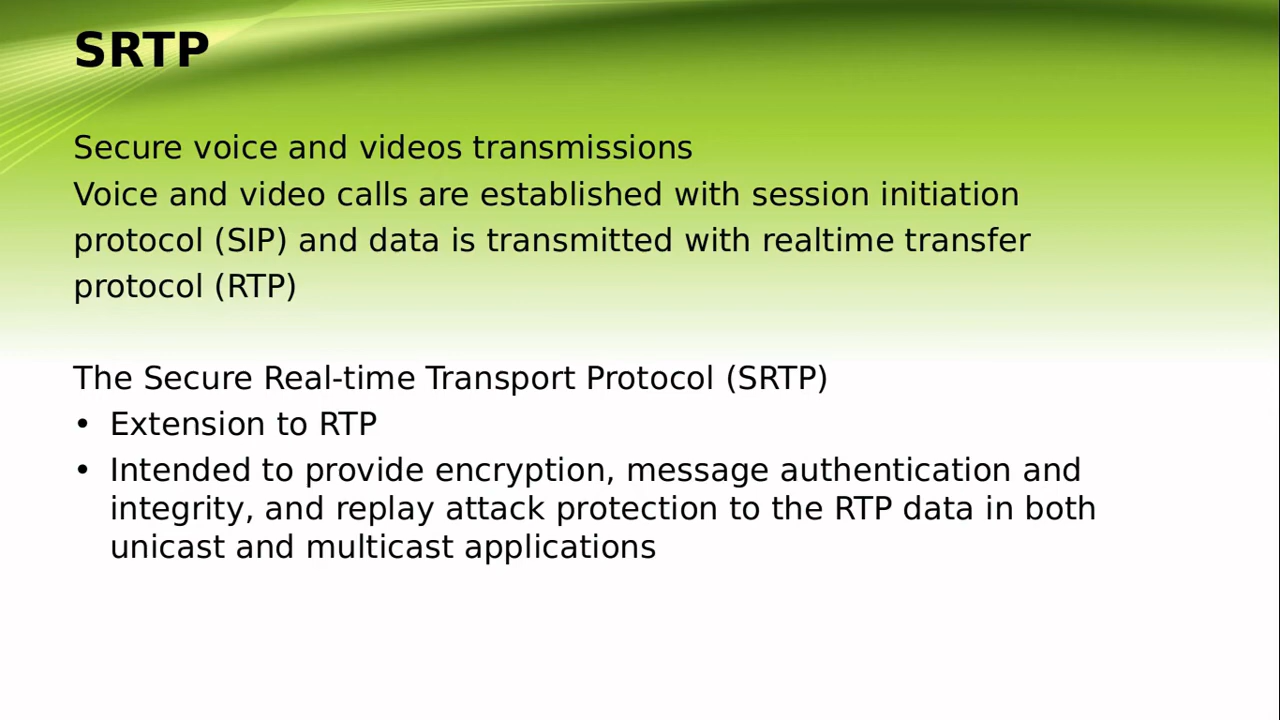 SRTP
Secure voice and videos transmissions
Voice and video calls are established with session initiation
protocol (SIP) and data is transmitted with realtime transfer
protocol (RTP)
The Secure Real-time Transport Protocol (SRTP)
• Extension to RTP
• Intended to provide encryption, message authentication and
integrity, and replay attack protection to the RTP data in both
unicast and multicast applications